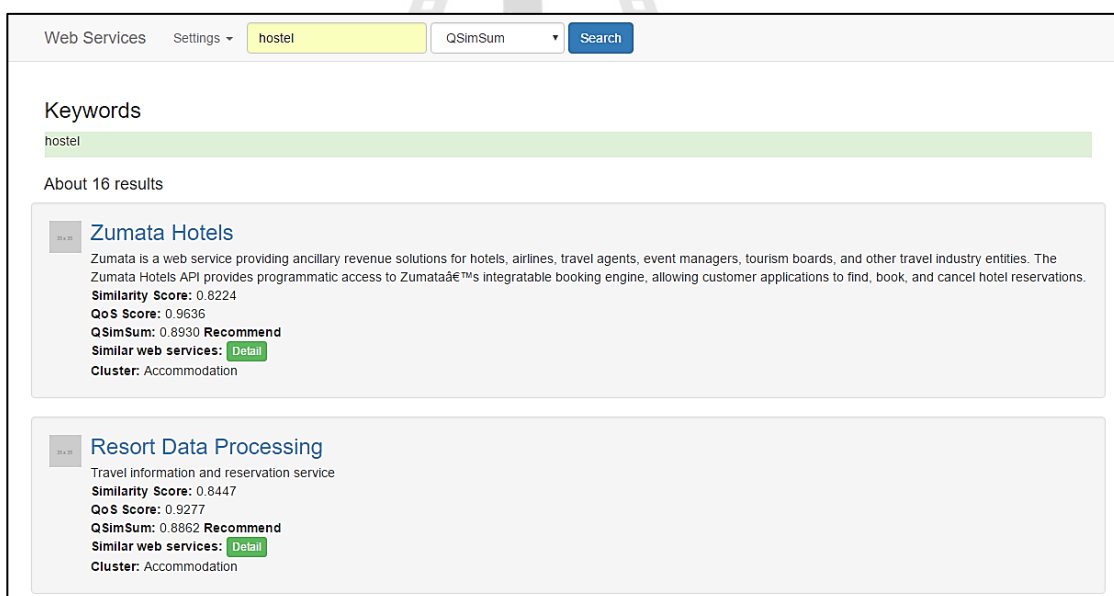 Web Services Settings hostel QSimSum Search
Keywords
hostel
About 16 results
Zumata Hotels
Zumata is a web service providing ancillary revenue solutions for hotels, airlines, travel agents, event managers, tourism boards, and other travel industry entities. The
Zumata Hotels API provides programmatic access to Zumataâ€™s integratable booking engine, allowing customer applications to find, book, and cancel hotel reservations.
Similarity Score: 0.8224
QoS Score: 0.9636
QSimSum: 0.8930 Recommend
Similar web services: Detail
Cluster: Accommodation
Resort Data Processing
Travel information and reservation service
Similarity Score: 0.8447
QoS Score: 0.9277
QSimSum: 0.8862 Recommend
Similar web services: Detail
Cluster: Accommodation